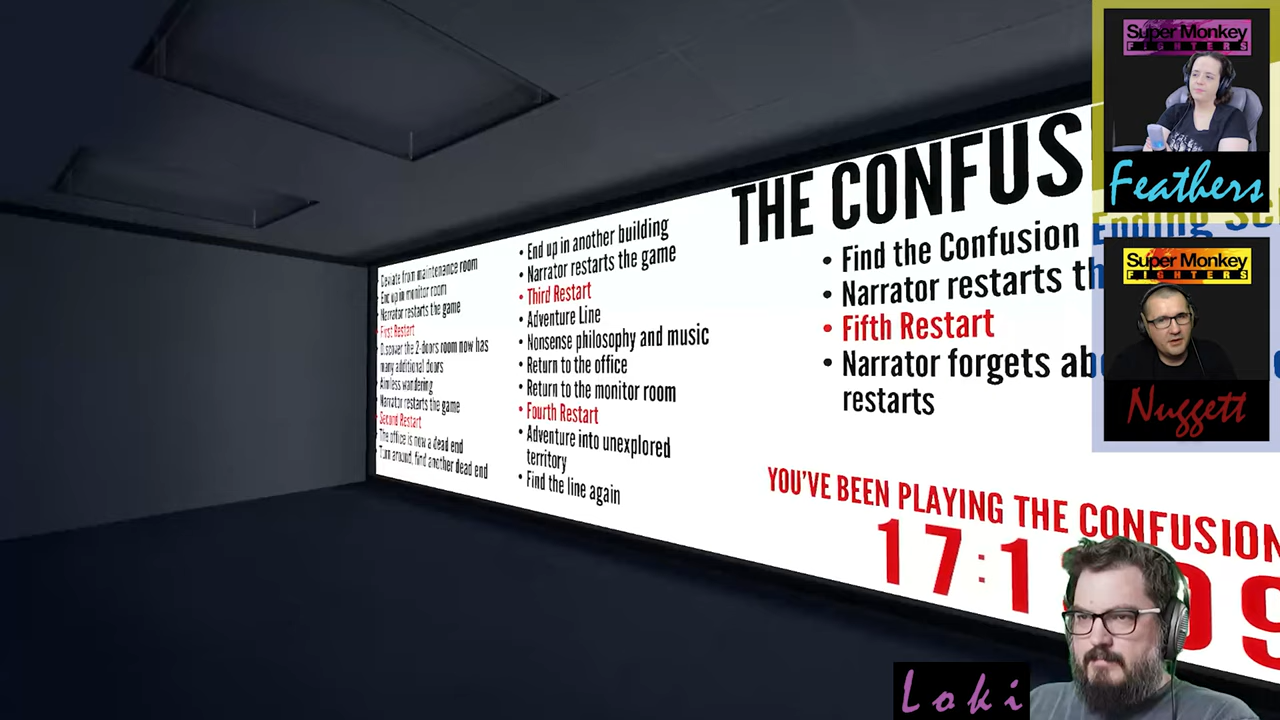 Deviate from maintenance room
End up in monitor room
Narrator restarts the game
First Restart
Discover the 2-doors room now has
many additional doors
Aimless wandering
Narrator restarts the game
Second Restart
The office is now a dead end
Turn around, find another dead end
• End up in another building
• Narrator restarts the game
• Third Restart
• Adventure Line
• Nonsense philosophy and music
• Return to the office
• Return to the monitor room
• Fourth Restart
• Adventure into unexplored
territory
• Find the line again
THE CONFUS
• Find the Confusion
• Narrator restarts th
• Fifth Restart
• Narrator forgets ab
restarts
YOU'VE BEEN PLAYING THE CONFUSION
17:1
09
Super Monkey
FIGHTERS
Feathers
Ending Se
Super Monkey
FIGHTERS
Nuggett
Loki